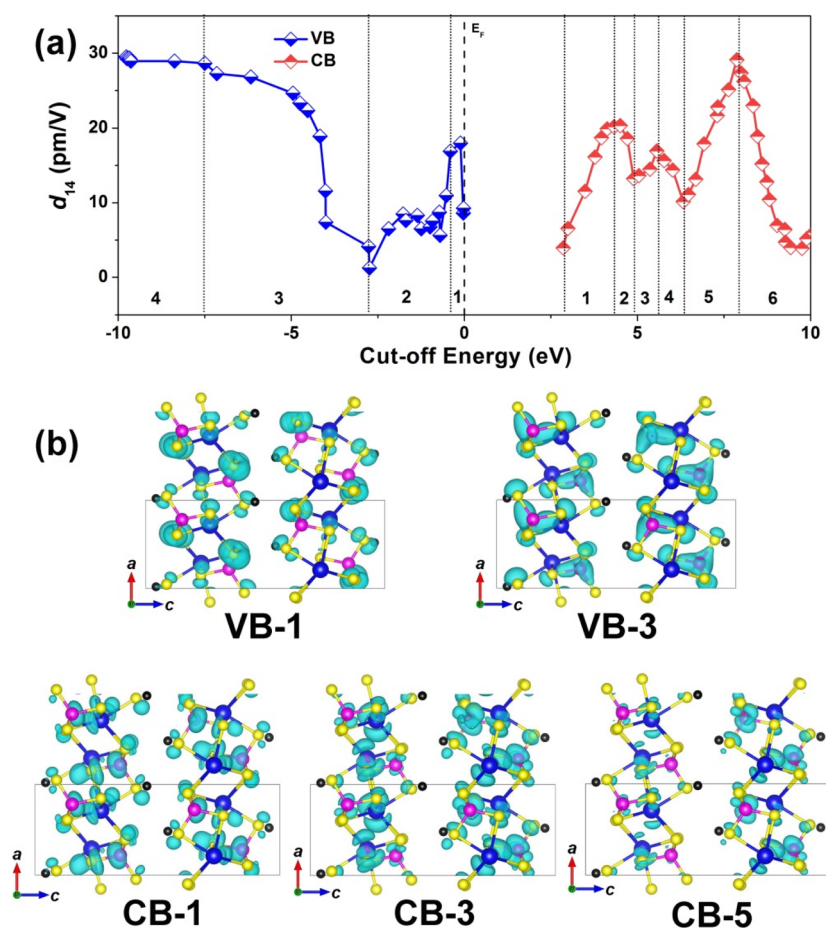 (a)
E_F
VB
CB
30
20
10
0
d14 (pm/V)
4 3 2 1 1 2 3 4 5 6
-10 -5 0 5 10
Cut-off Energy (eV)
(b)
a
c
VB-1
a
c
VB-3
a
c
CB-1
a
c
CB-3
a
c
CB-5